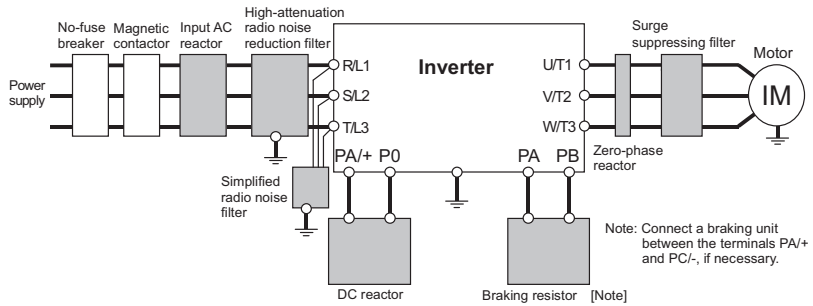 No-fuse
breaker
Magnetic
contactor
Input AC
reactor
High-attenuation
radio noise
reduction filter
Surge
suppressing filter
Motor
Power
supply
R/L1
S/L2
T/L3
Inverter
U/T1
V/T2
W/T3
IM
PA/+ P0
PA PB
Zero-phase
reactor
Simplified
radio noise
filter
DC reactor
Braking resistor [Note]
Note: Connect a braking unit
between the terminals PA/+
and PC/-, if necessary.